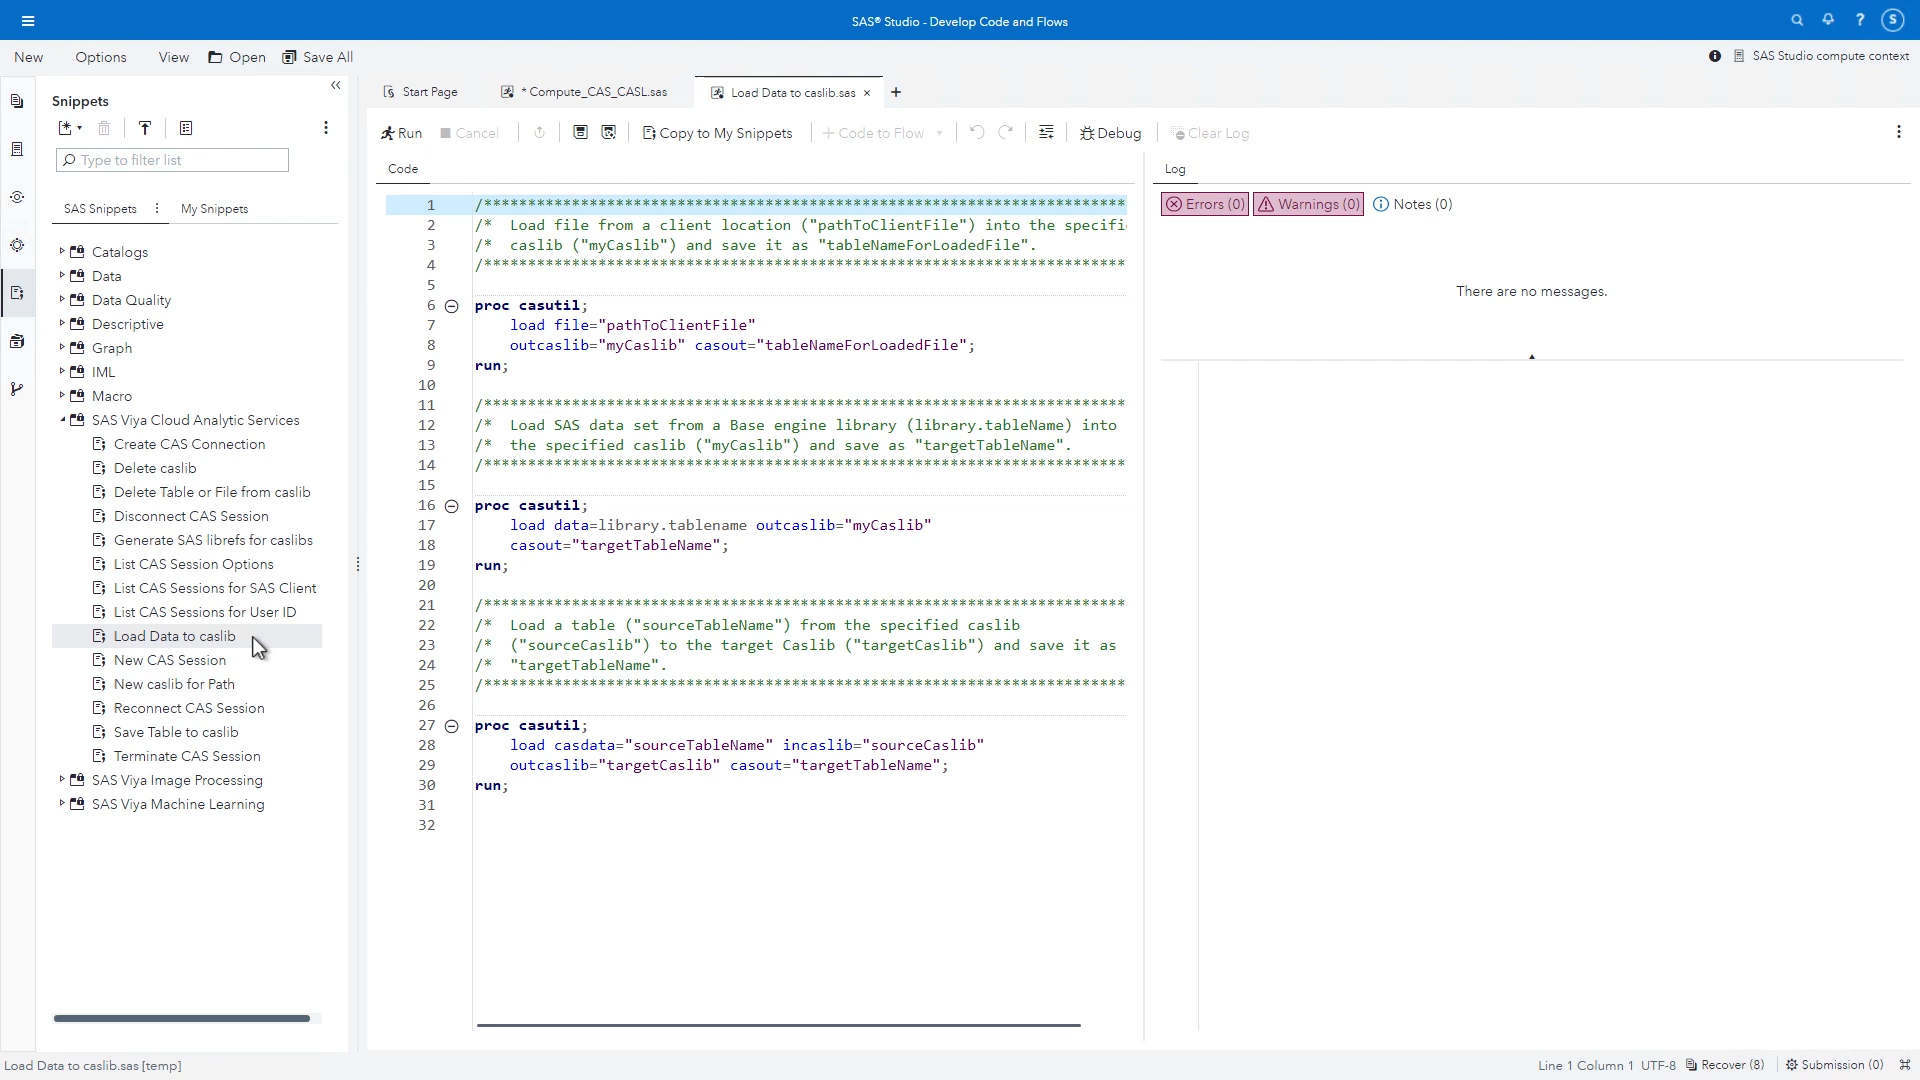 SAS® Studio - Develop Code and Flows
?
S
New
Options
View
Open
Save All
SAS Studio compute context
Snippets
Type to filter list
SAS Snippets
My Snippets
Catalogs
Data
Data Quality
Descriptive
Graph
IML
Macro
SAS Viya Cloud Analytic Services
Create CAS Connection
Delete caslib
Delete Table or File from caslib
Disconnect CAS Session
Generate SAS librefs for caslibs
List CAS Session Options
List CAS Sessions for SAS Client
List CAS Sessions for User ID
Load Data to caslib
New CAS Session
New caslib for Path
Reconnect CAS Session
Save Table to caslib
Terminate CAS Session
SAS Viya Image Processing
SAS Viya Machine Learning
Start Page
* Compute_CAS_CASL.sas
Load Data to caslib.sas ×
+
Run
Cancel
Copy to My Snippets
+ Code to Flow
Debug
Clear Log
Code
1 /*************************************************************************
2 /* Load file from a client location ("pathToClientFile") into the specifi
3 /* caslib ("myCaslib") and save it as "tableNameForLoadedFile".
4 /*************************************************************************
5
6 proc casutil;
7 load file="pathToClientFile"
8 outcaslib="myCaslib" casout="tableNameForLoadedFile";
9 run;
10
11 /*************************************************************************
12 /* Load SAS data set from a Base engine library (library.tableName) into
13 /* the specified caslib ("myCaslib") and save as "targetTableName".
14 /*************************************************************************
15
16 proc casutil;
17 load data=library.tablename outcaslib="myCaslib"
18 casout="targetTableName";
19 run;
20
21 /*************************************************************************
22 /* Load a table ("sourceTableName") from the specified caslib
23 /* ("sourceCaslib") to the target Caslib ("targetCaslib") and save it as
24 /* "targetTableName".
25 /*************************************************************************
26
27 proc casutil;
28 load casdata="sourceTableName" incaslib="sourceCaslib"
29 outcaslib="targetCaslib" casout="targetTableName";
30 run;
31
32
Log
Errors (0)
Warnings (0)
Notes (0)
There are no messages.
Load Data to caslib.sas [temp]
Line 1 Column 1 UTF-8
Recover (8)
Submission (0)